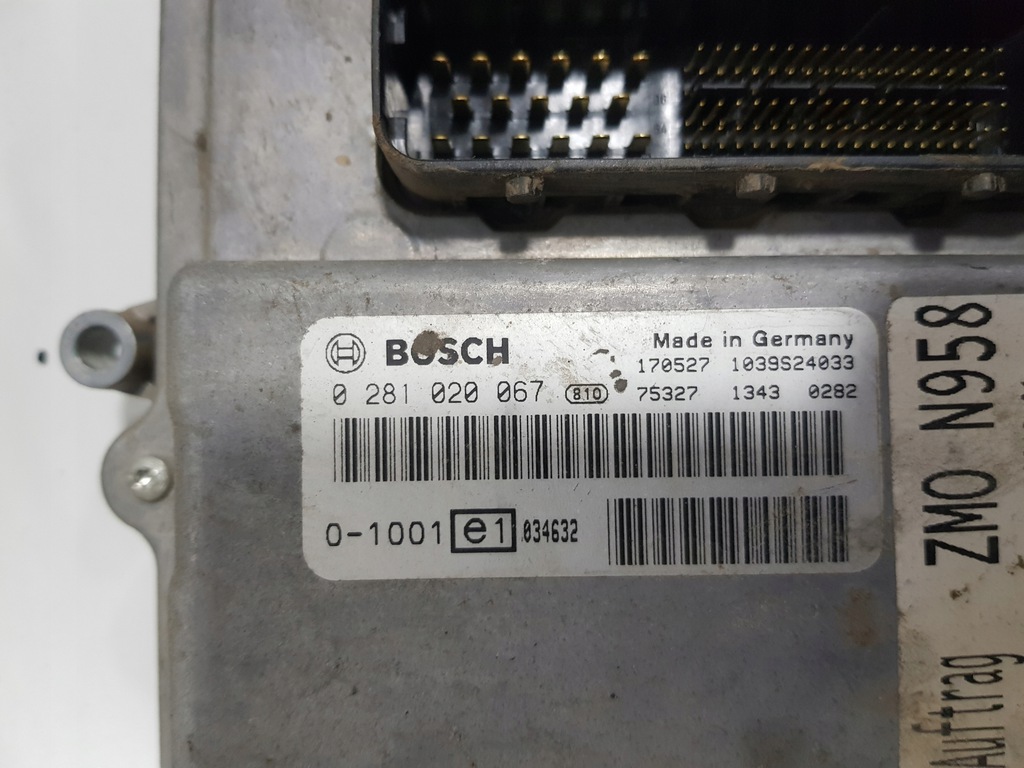 BOSCH
Made in Germany
170527 1039S24033
0 281 020 067 810 75327 1343 0282
0-1001 e1 034632
ZMO N958
Auftrag